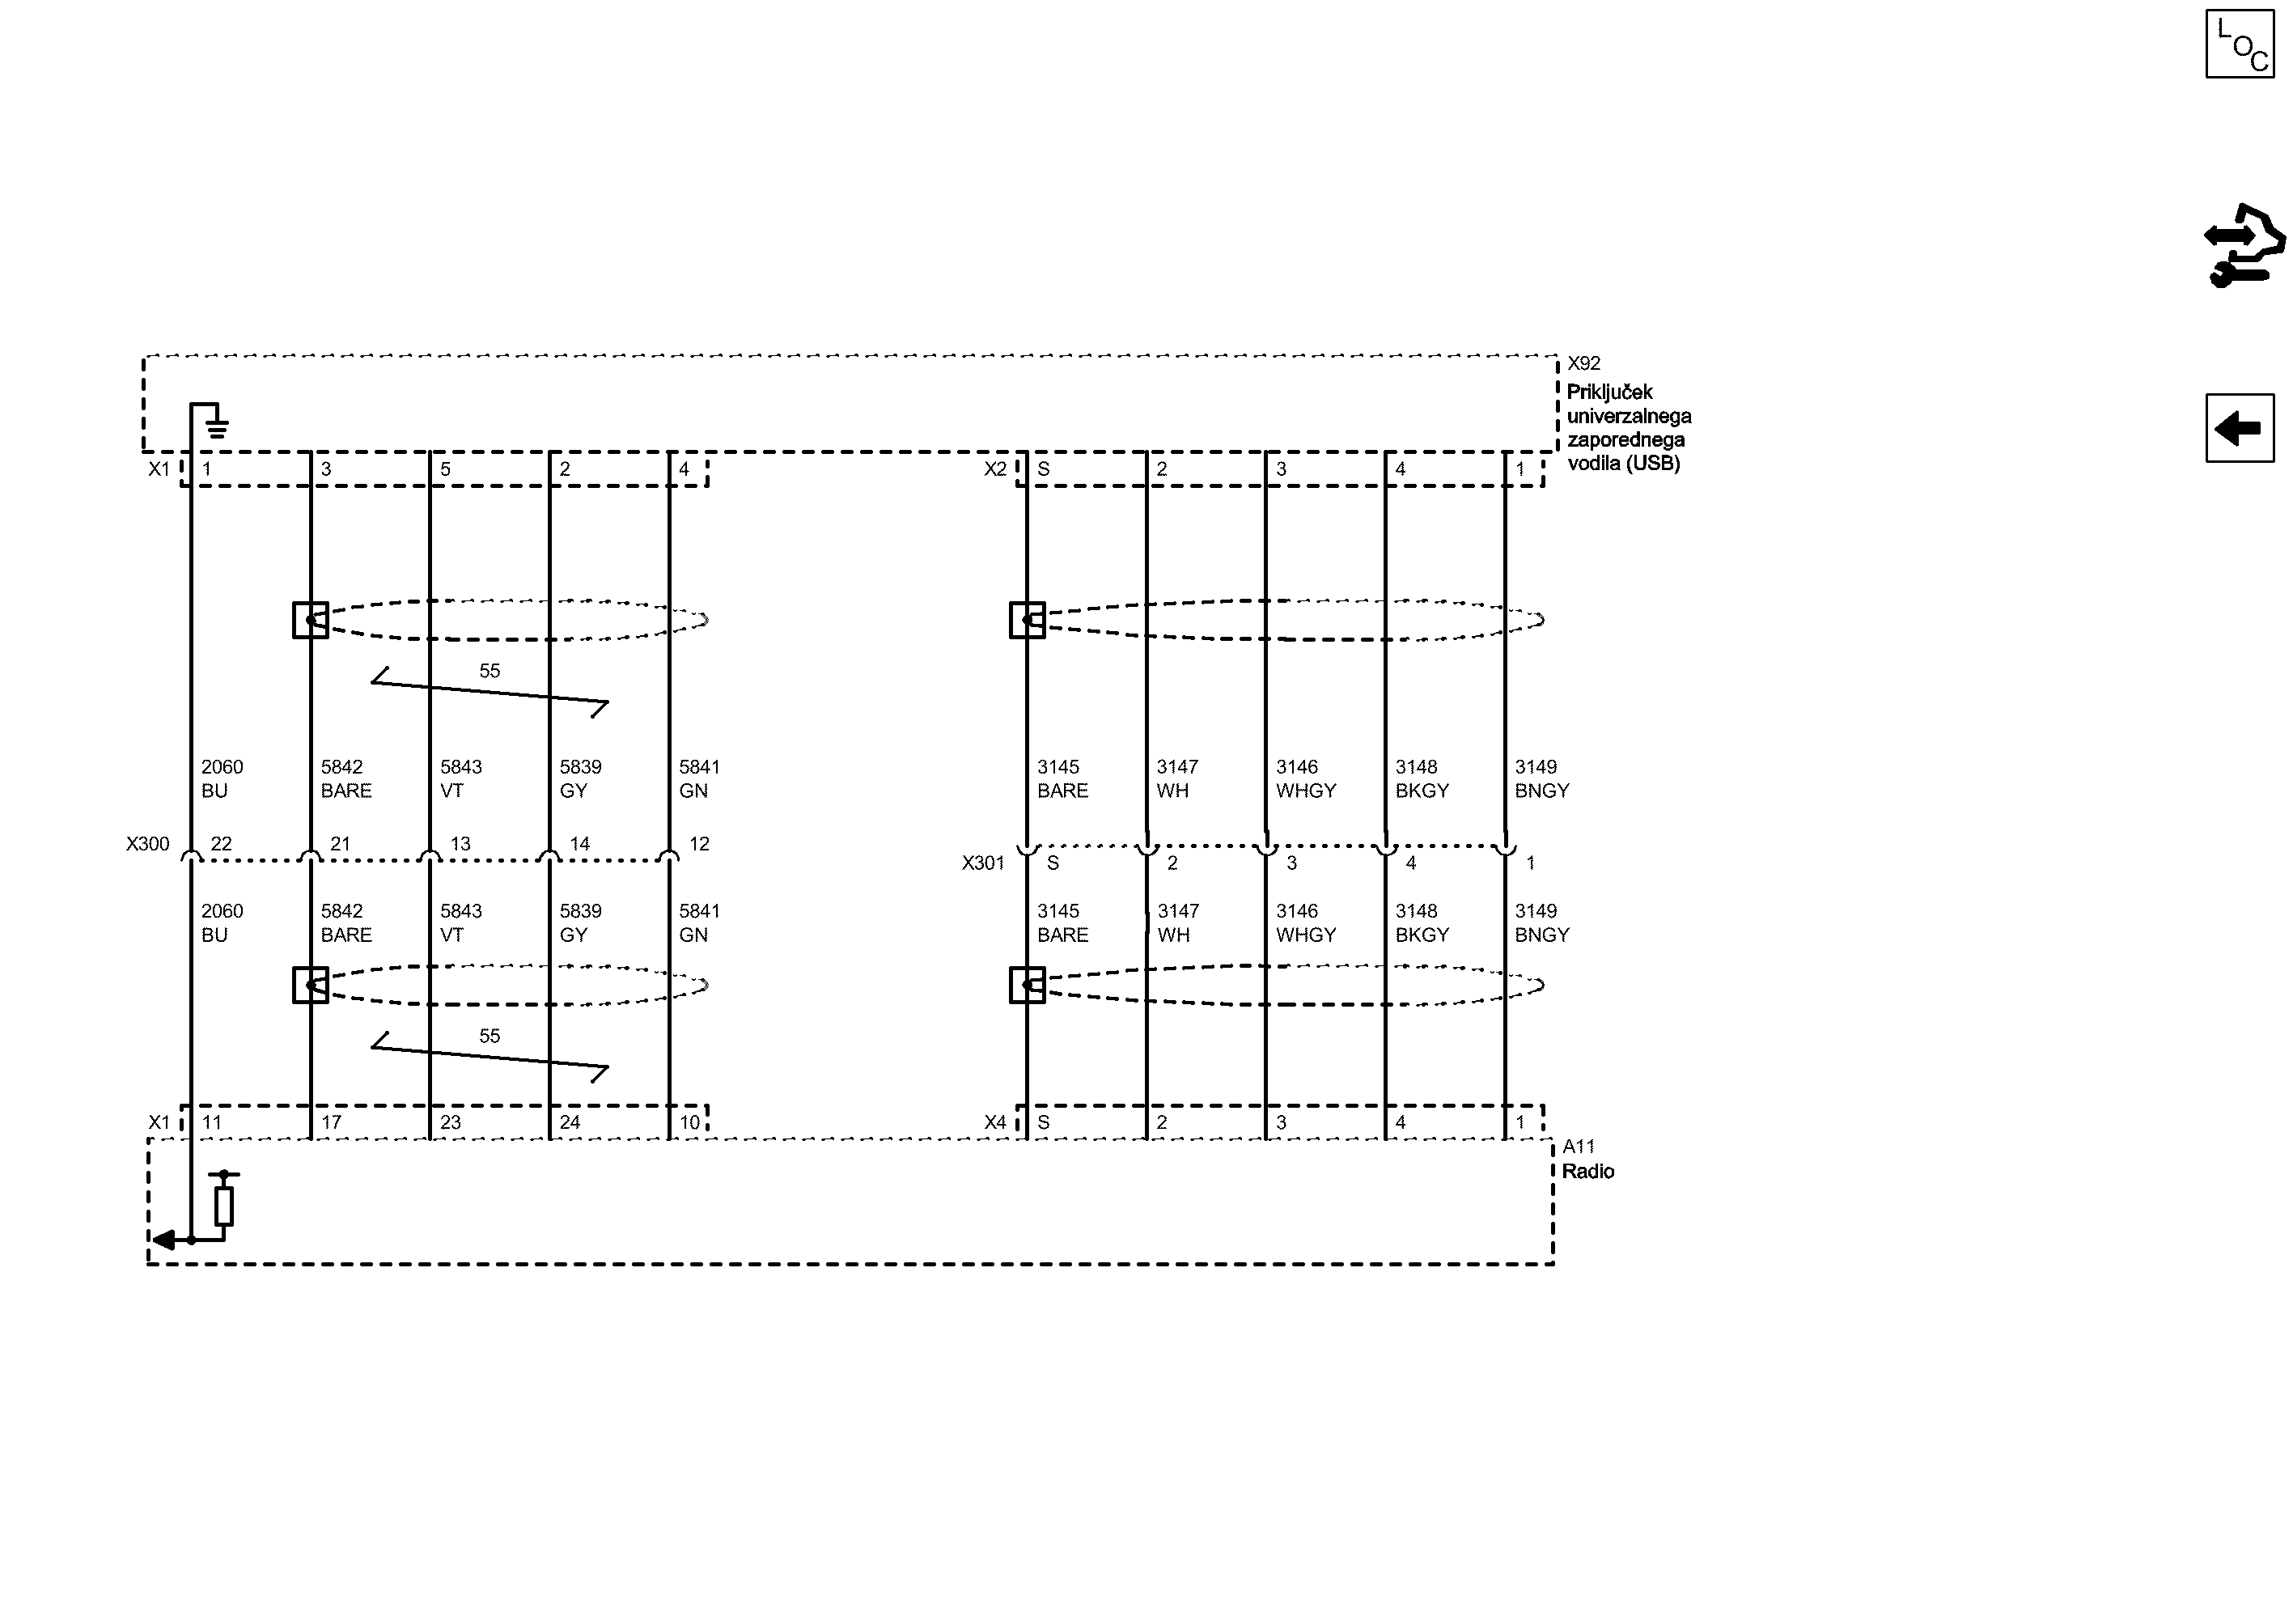 LOC
X92
Priključek
univerzalnega
zaporednega
vodila (USB)
X1 1 3 5 2 4 X2 S 2 3 4 1
55
2060 5842 5843 5839 5841 3145 3147 3146 3148 3149
BU BARE VT GY GN BARE WH WHGY BKGY BNGY
X300 22 21 13 14 12
X301 S 2 3 4 1
2060 5842 5843 5839 5841 3145 3147 3146 3148 3149
BU BARE VT GY GN BARE WH WHGY BKGY BNGY
55
X1 11 17 23 24 10 X4 S 2 3 4 1
A11
Radio